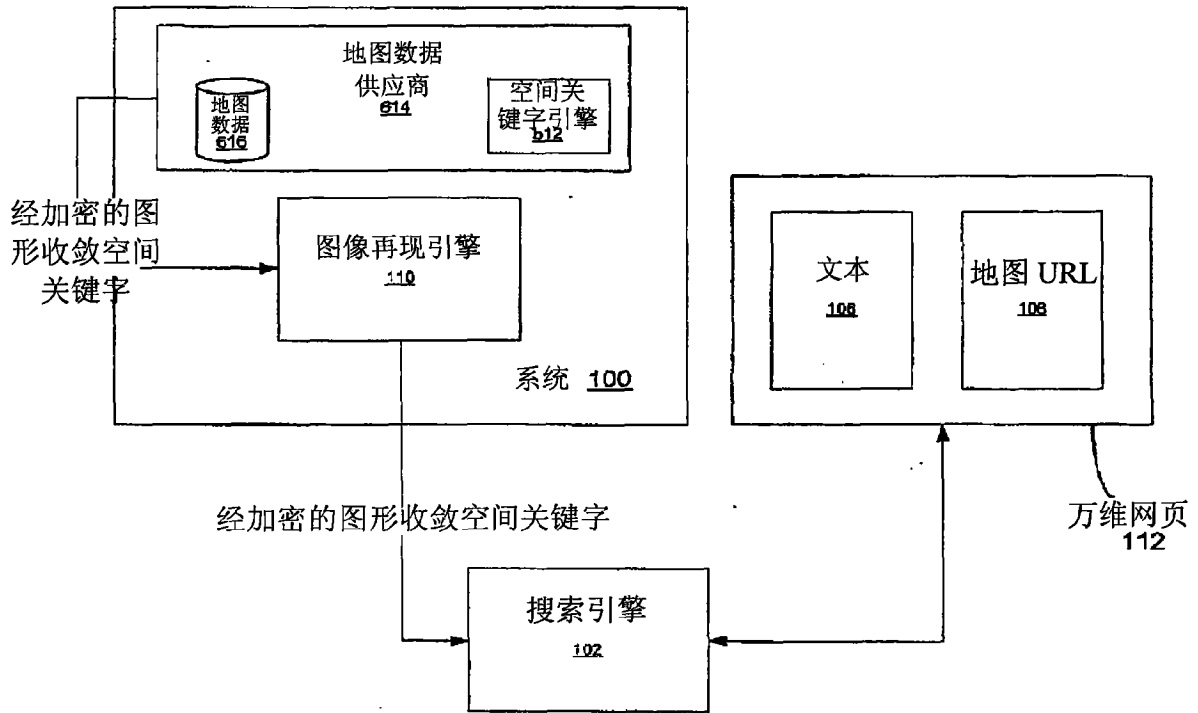 地图数据
供应商
614
地图
数据
616
空间关
键字引擎
b12
经加密的图
形收敛空间
关键字
图像再现引擎
110
系统 100
文本
106
地图 URL
108
万维网页
112
经加密的图形收敛空间关键字
搜索引擎
102